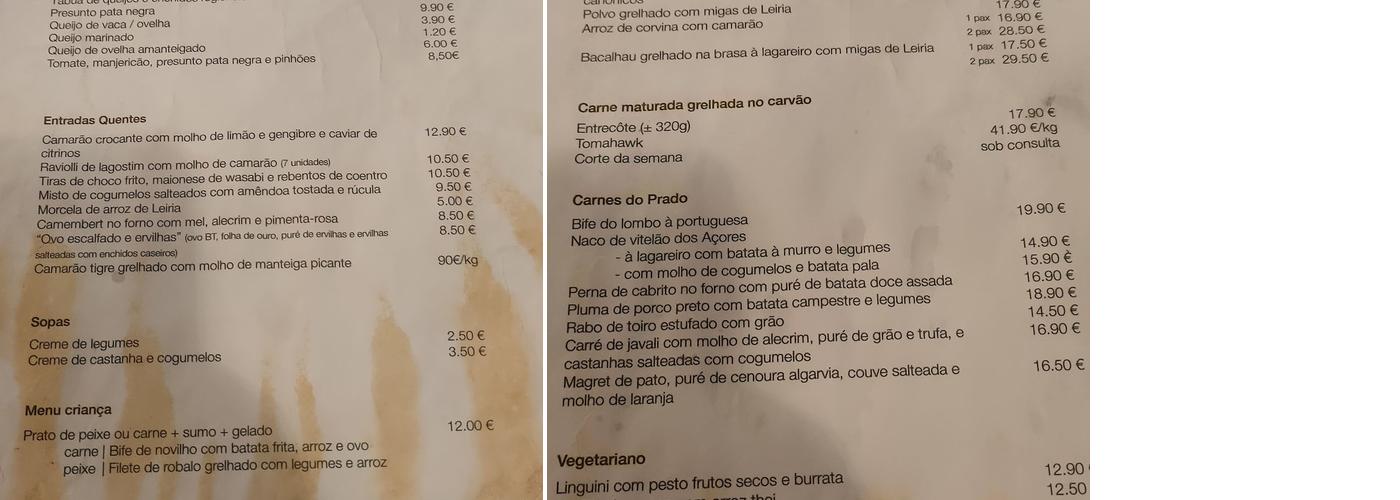 Presunto pata negra 9.90 €
Queijo de vaca / ovelha 3.90 €
Queijo marinado 1.20 €
Queijo de ovelha amanteigado 6.00 €
Tomate, manjericão, presunto pata negra e pinhões 8,50€
Entradas Quentes
Camarão crocante com molho de limão e gengibre e caviar de 12.90 €
citrinos
Raviolli de lagostim com molho de camarão (7 unidades) 10.50 €
Tiras de choco frito, maionese de wasabi e rebentos de coentro 10.50 €
Misto de cogumelos salteados com amêndoa tostada e rúcula 9.50 €
Morcela de arroz de Leiria 5.00 €
Camembert no forno com mel, alecrim e pimenta-rosa 8.50 €
"Ovo escalfado e ervilhas" (ovo BT, folha de ouro, puré de ervilhas e ervilhas 8.50 €
salteadas com enchidos caseiros)
Camarão tigre grelhado com molho de manteiga picante 90€/kg
Sopas
Creme de legumes 2.50 €
Creme de castanha e cogumelos 3.50 €
Menu criança
Prato de peixe ou carne + sumo + gelado 12.00 €
carne | Bife de novilho com batata frita, arroz e ovo
peixe | Filete de robalo grelhado com legumes e arroz
Polvo grelhado com migas de Leiria 17.90 €
Arroz de corvina com camarão 1 pax 16.90 €
2 pax 28.50 €
Bacalhau grelhado na brasa à lagareiro com migas de Leiria 1 pax 17.50 €
2 pax 29.50 €
Carne maturada grelhada no carvão
Entrecôte (± 320g) 17.90 €
Tomahawk 41.90 €/kg
Corte da semana sob consulta
Carnes do Prado
Bife do lombo à portuguesa 19.90 €
Naco de vitelão dos Açores
- à lagareiro com batata à murro e legumes 14.90 €
- com molho de cogumelos e batata pala 15.90 €
Perna de cabrito no forno com puré de batata doce assada 16.90 €
Pluma de porco preto com batata campestre e legumes 18.90 €
Rabo de toiro estufado com grão 14.50 €
Carré de javali com molho de alecrim, puré de grão e trufa, e 16.90 €
castanhas salteadas com cogumelos
Magret de pato, puré de cenoura algarvia, couve salteada e 16.50 €
molho de laranja
Vegetariano
Linguini com pesto frutos secos e burrata 12.90
12.50